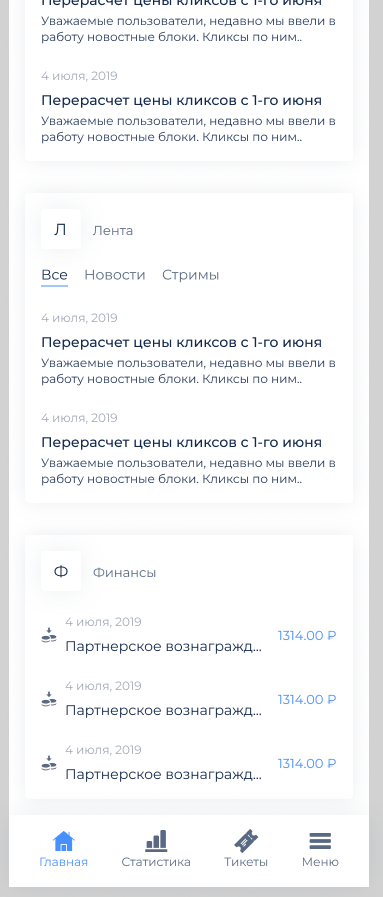 Перерасчет цены кликсов с 1-го июня
Уважаемые пользователи, недавно мы ввели в
работу новостные блоки. Кликсы по ним..
4 июля, 2019
Перерасчет цены кликсов с 1-го июня
Уважаемые пользователи, недавно мы ввели в
работу новостные блоки. Кликсы по ним..
Л Лента
Все Новости Стримы
4 июля, 2019
Перерасчет цены кликсов с 1-го июня
Уважаемые пользователи, недавно мы ввели в
работу новостные блоки. Кликсы по ним..
4 июля, 2019
Перерасчет цены кликсов с 1-го июня
Уважаемые пользователи, недавно мы ввели в
работу новостные блоки. Кликсы по ним..
Ф Финансы
4 июля, 2019
Партнерское вознагражд... 1314.00 ₽
4 июля, 2019
Партнерское вознагражд... 1314.00 ₽
4 июля, 2019
Партнерское вознагражд... 1314.00 ₽
Главная Статистика Тикеты Меню